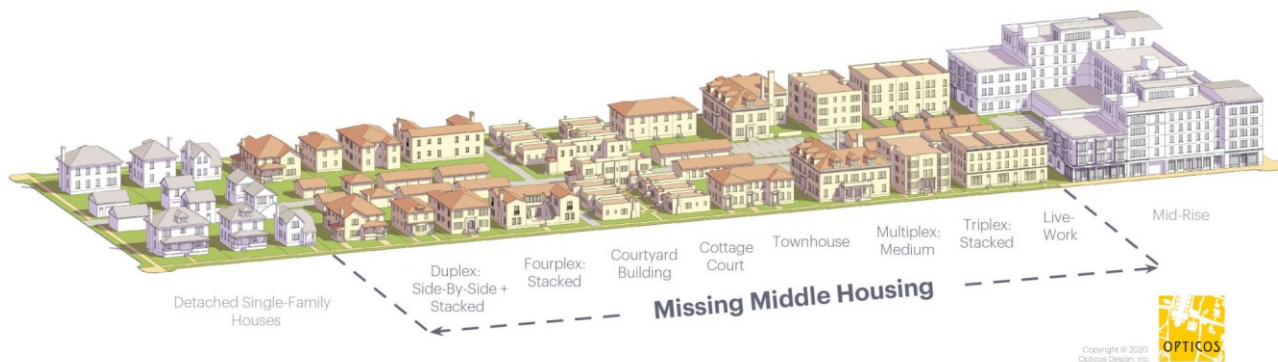 Detached Single-Family
Houses
Duplex:
Side-By-Side +
Stacked
Fourplex:
Stacked
Courtyard
Building
Cottage
Court
Townhouse
Multiplex:
Medium
Triplex:
Stacked
Live-
Work
Mid-Rise
Missing Middle Housing
Copyright © 2020
Opticos Design, Inc.
OPTICOS